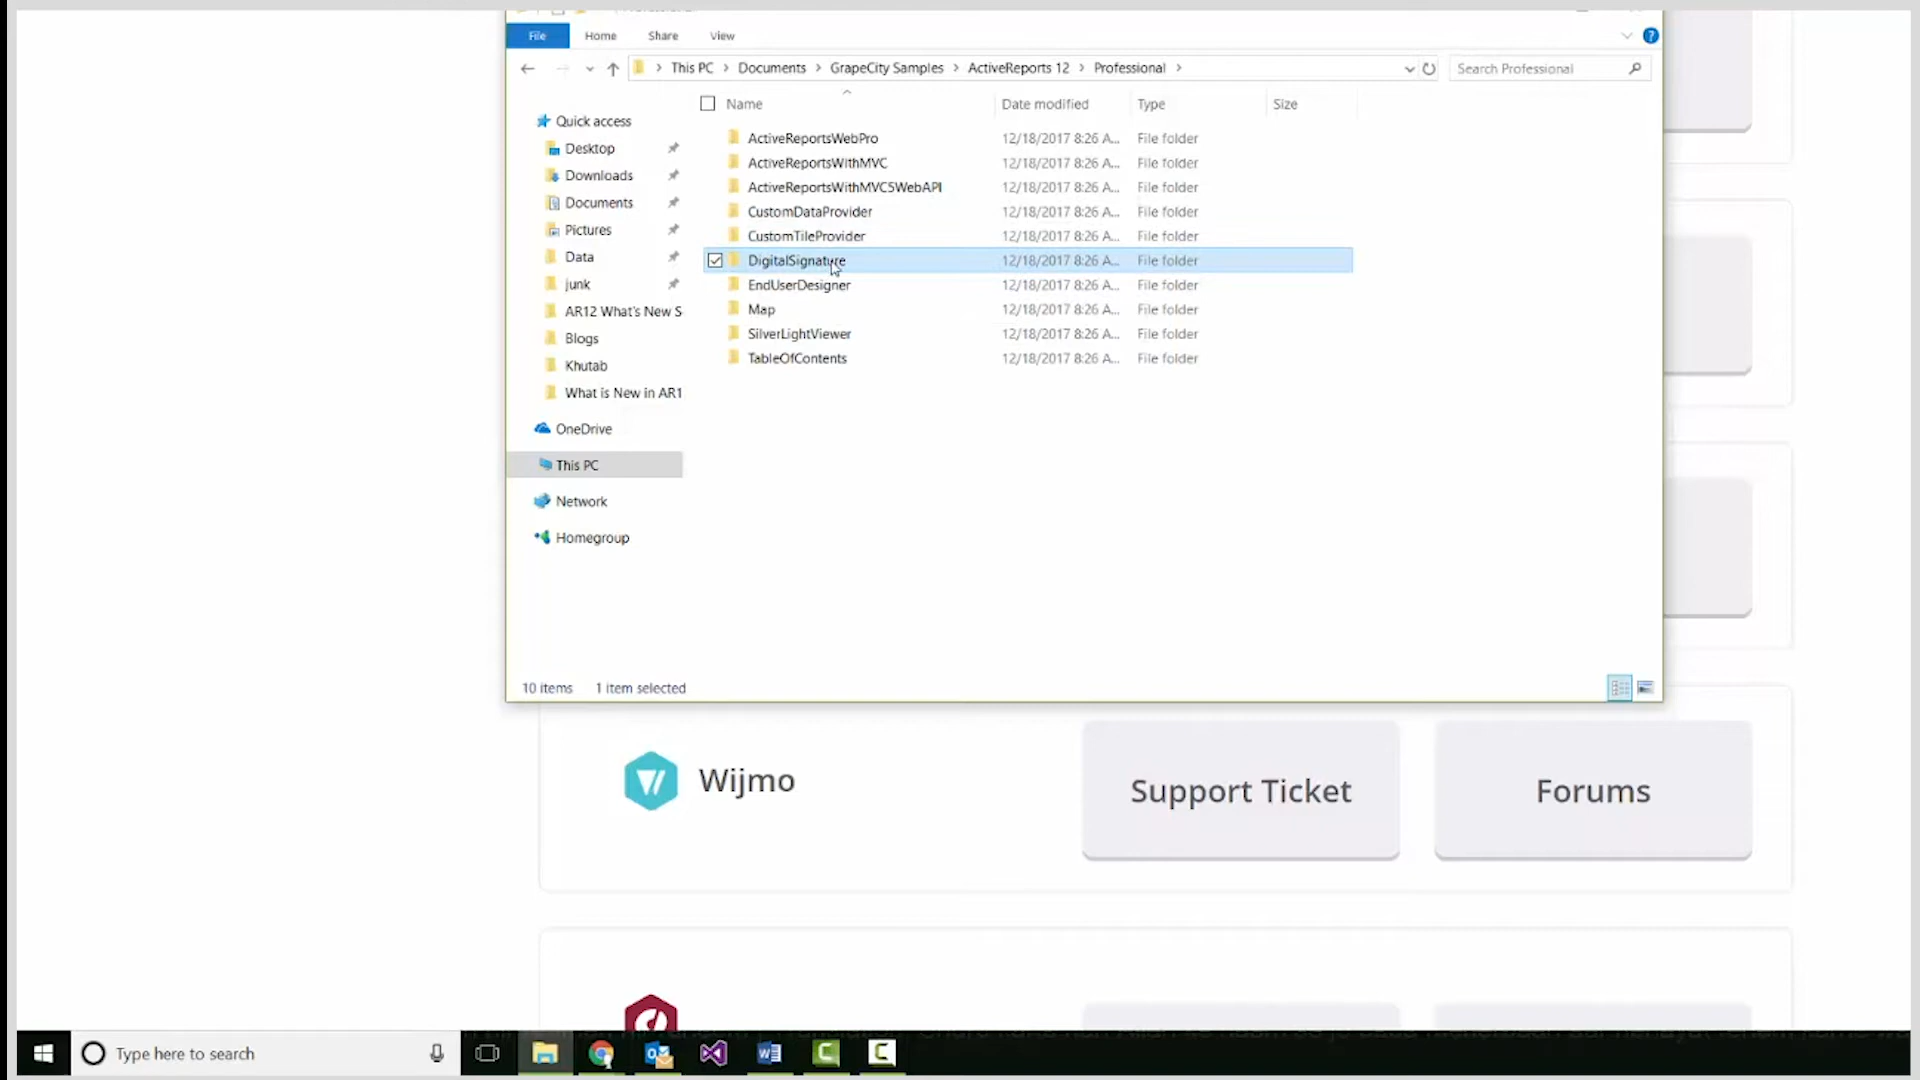 File Home Share View
This PC > Documents > GrapeCity Samples > ActiveReports 12 > Professional >
Search Professional
Name Date modified Type Size
Quick access
Desktop
Downloads
Documents
Pictures
Data
junk
AR12 What's New S
Blogs
Khutab
What is New in AR1
OneDrive
This PC
Network
Homegroup
ActiveReportsWebPro 12/18/2017 8:26 A... File folder
ActiveReportsWithMVC 12/18/2017 8:26 A... File folder
ActiveReportsWithMVC5WebAPI 12/18/2017 8:26 A... File folder
CustomDataProvider 12/18/2017 8:26 A... File folder
CustomTileProvider 12/18/2017 8:26 A... File folder
DigitalSignature 12/18/2017 8:26 A... File folder
EndUserDesigner 12/18/2017 8:26 A... File folder
Map 12/18/2017 8:26 A... File folder
SilverLightViewer 12/18/2017 8:26 A... File folder
TableOfContents 12/18/2017 8:26 A... File folder
10 items 1 item selected
Wijmo
Support Ticket
Forums
Type here to search